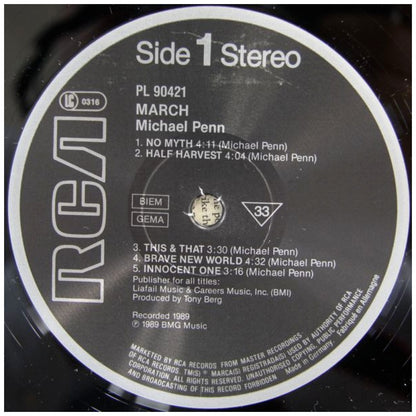 Side 1 Stereo
PL 90421
LC 0316
MARCH
Michael Penn
1. NO MYTH 4:11 (Michael Penn)
2. HALF HARVEST 4:04 (Michael Penn)
RCA
BIEM
GEMA
33
3. THIS & THAT 3:30 (Michael Penn)
4. BRAVE NEW WORLD 4:32 (Michael Penn)
5. INNOCENT ONE 3:16 (Michael Penn)
Publisher for all titles:
Liafail Music & Careers Music, Inc. (BMI)
Produced by Tony Berg
Recorded 1989
℗ 1989 BMG Music
MARKETED BY RCA RECORDS. FROM MASTER RECORDINGS
OF RCA RECORDS. TM(S) ® MARCA(S) REGISTRADA(S) USED BY AUTHORITY OF RCA
CORPORATION. ALL RIGHTS RESERVED. UNAUTHORISED COPYING, PUBLIC PERFORMANCE
AND BROADCASTING OF THIS RECORD FORBIDDEN
Made in Germany. Fabriqué en Allemagne